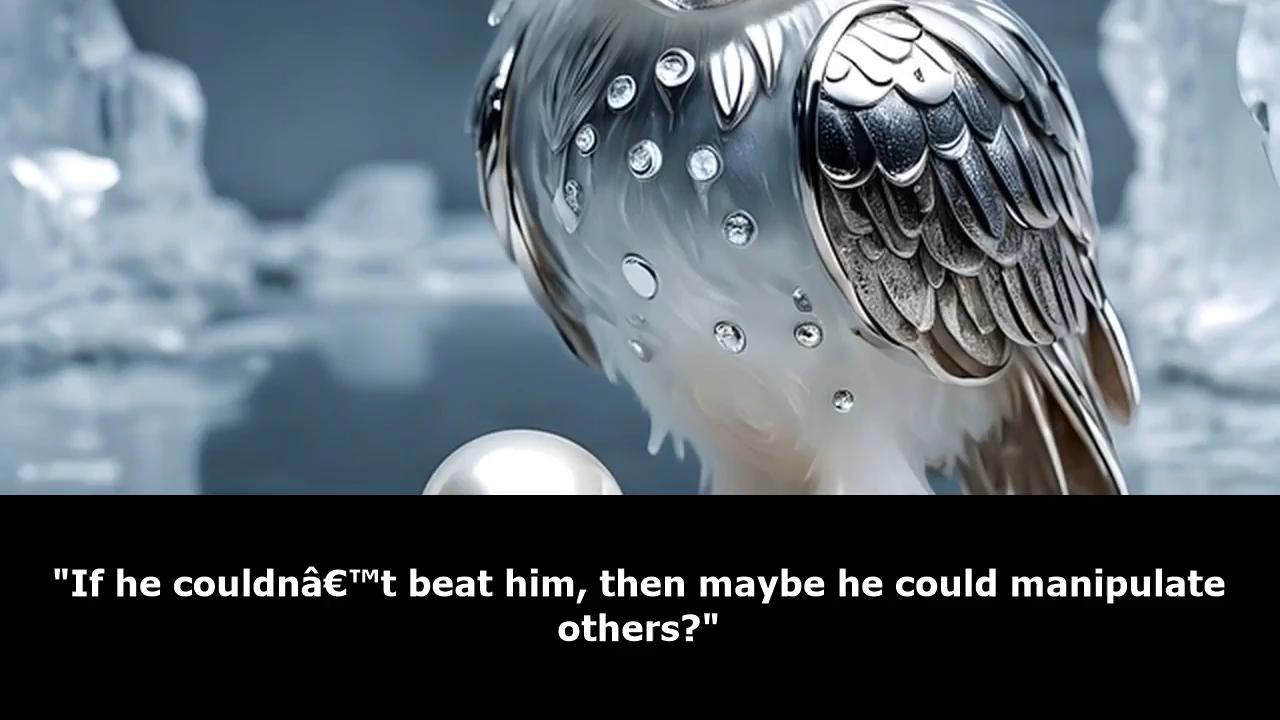 "If he couldnâ€™t beat him, then maybe he could manipulate
others?"